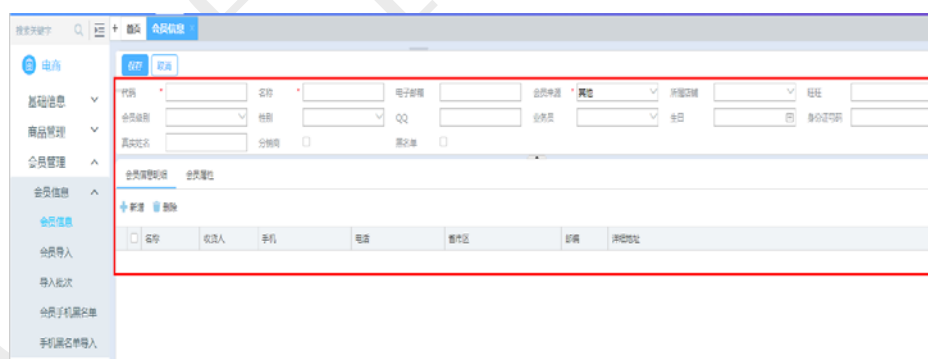 搜索关键字
首页 会员信息 ×
电商
保存 取消
代码 * 名称 * 电子邮箱 会员来源 * 其他 所属店铺 旺旺
会员级别 性别 QQ 业务员 生日 身份证号码
真实姓名 分销商 黑名单
会员信息明细 会员属性
新增 删除
名称 收货人 手机 电话 省市区 邮编 详细地址
基础信息
商品管理
会员管理
会员信息
会员信息
会员导入
导入批次
会员手机黑名单
手机黑名单导入